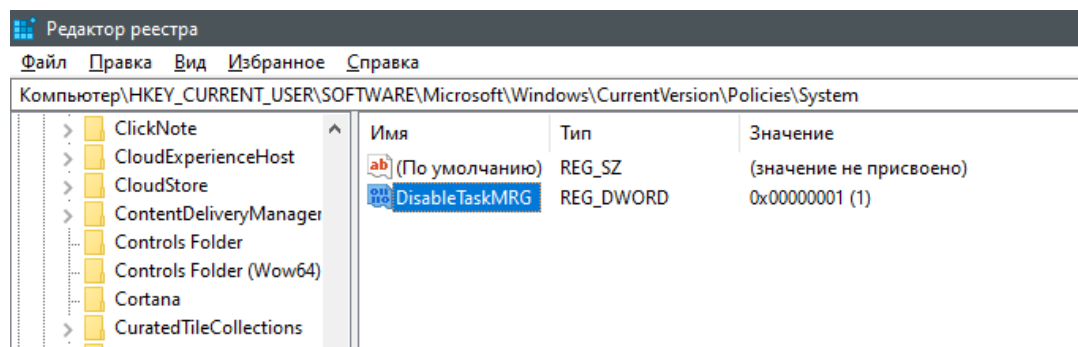 Редактор реестра
Файл Правка Вид Избранное Справка
Компьютер\HKEY_CURRENT_USER\SOFTWARE\Microsoft\Windows\CurrentVersion\Policies\System
ClickNote
CloudExperienceHost
CloudStore
ContentDeliveryManager
Controls Folder
Controls Folder (Wow64)
Cortana
CuratedTileCollections
Имя Тип Значение
ab (По умолчанию) REG_SZ (значение не присвоено)
DisableTaskMRG REG_DWORD 0x00000001 (1)